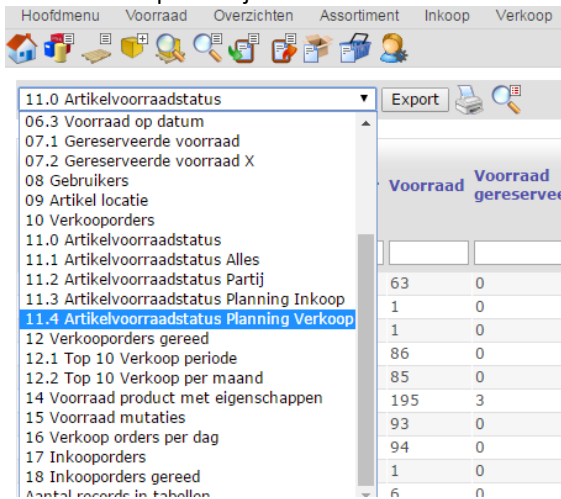 Hoofdmenu Voorraad Overzichten Assortiment Inkoop Verkoop
11.0 Artikelvoorraadstatus Export
06.3 Voorraad op datum
07.1 Gereserveerde voorraad
07.2 Gereserveerde voorraad X
08 Gebruikers
09 Artikel locatie
10 Verkooporders
11.0 Artikelvoorraadstatus
11.1 Artikelvoorraadstatus Alles
11.2 Artikelvoorraadstatus Partij
11.3 Artikelvoorraadstatus Planning Inkoop
11.4 Artikelvoorraadstatus Planning Verkoop
12 Verkooporders gereed
12.1 Top 10 Verkoop periode
12.2 Top 10 Verkoop per maand
14 Voorraad product met eigenschappen
15 Voorraad mutaties
16 Verkoop orders per dag
17 Inkooporders
18 Inkooporders gereed
Aantal records in tabellen
Voorraad Voorraad
gereservee
63 0
1 0
1 0
86 0
85 0
195 3
93 0
94 0
1 0
6 0